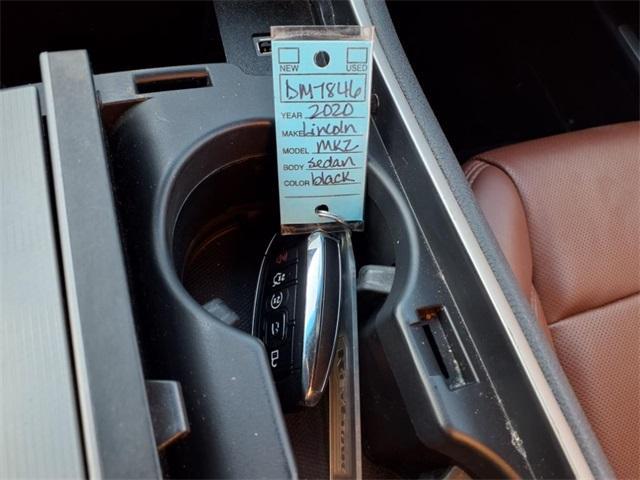 NEW USED
DM7846
YEAR 2020
MAKE Lincoln
MODEL MKZ
BODY sedan
COLOR black